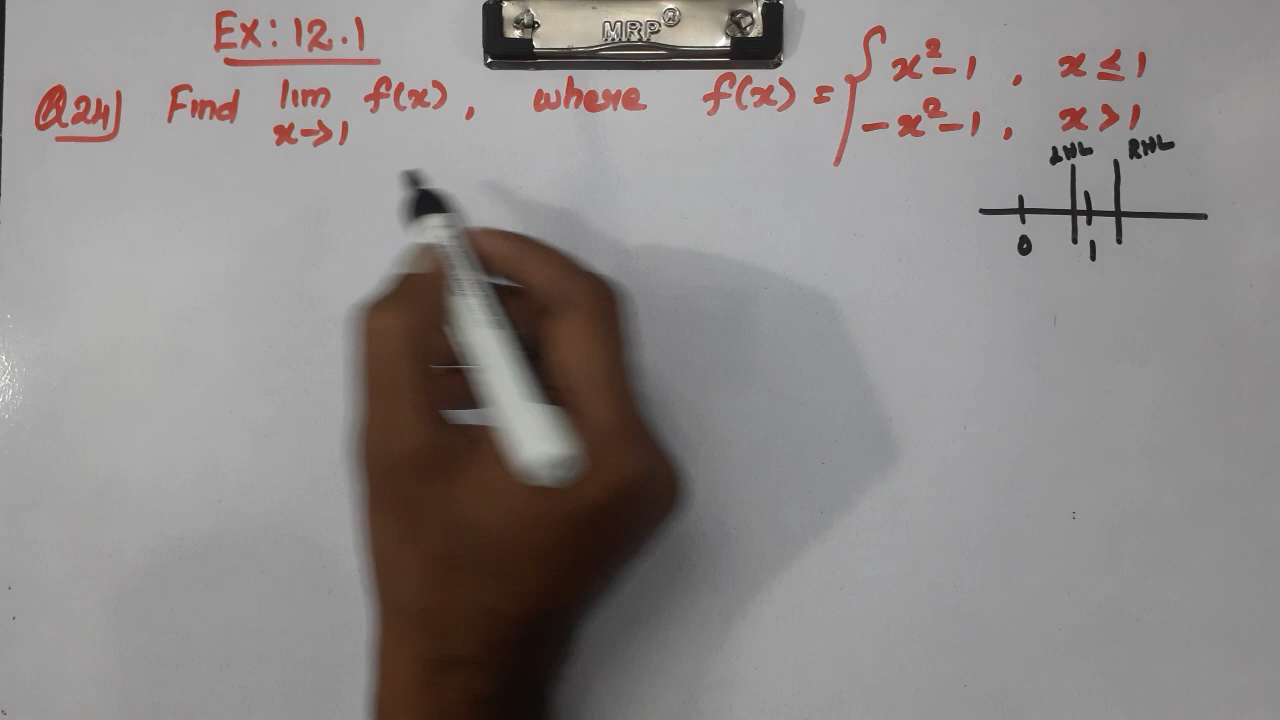 MRP®
Ex: 12.1
Q24) Find lim x→1 f(x), where f(x) = { x²-1 , x ≤ 1
-x²-1 , x > 1
LHL RHL
0 1